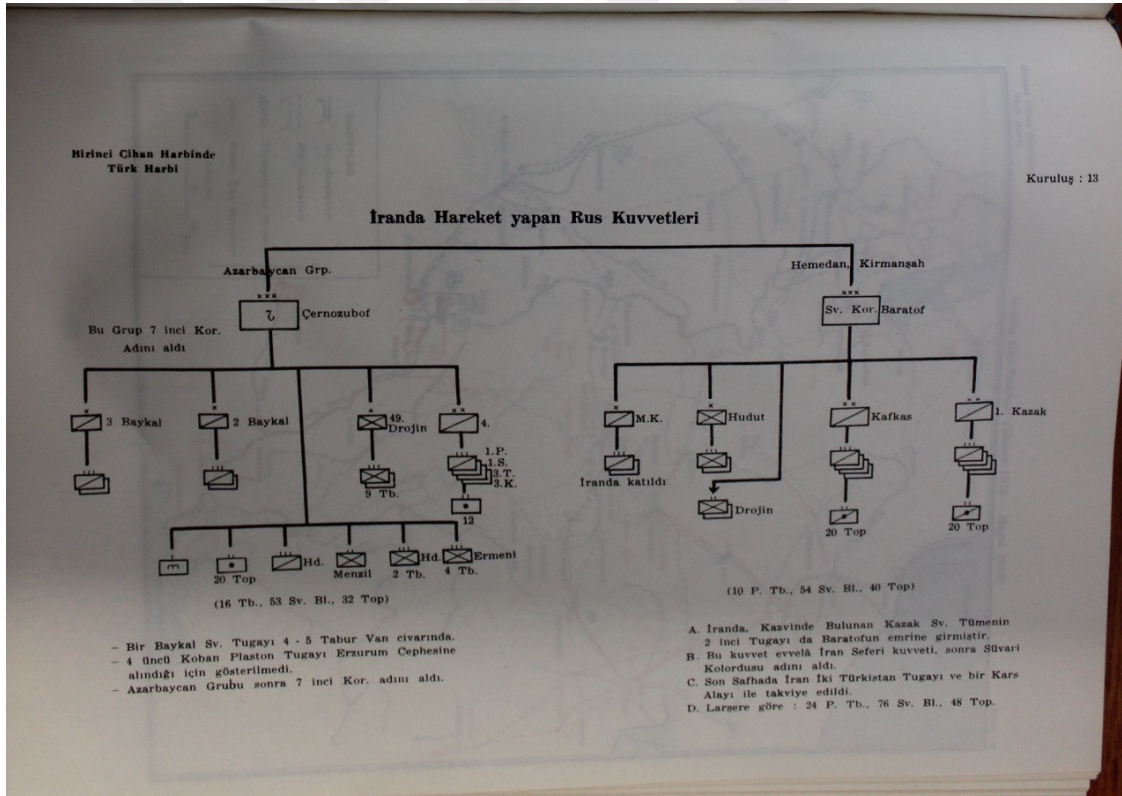 Birinci Cihan Harbinde
Türk Harbi
Kuruluş : 13
İranda Hareket yapan Rus Kuvvetleri
Azarbaycan Grp.
Çernozubof
Bu Grup 7 inci Kor.
Adını aldı
3 Baykal
2 Baykal
49.
Drojin
9 Tb.
4.
1.P.
1.S.
3.T.
3.K.
12
20 Top
Hd.
Menzil
Hd.
2 Tb.
Ermeni
4 Tb.
(16 Tb., 53 Sv. Bl., 32 Top)
Hemedan, Kirmanşah
Sv. Kor.
Baratof
M.K.
İranda katıldı
Hudut
Drojin
Kafkas
20 Top
1. Kazak
20 Top
(10 P. Tb., 54 Sv. Bl., 40 Top)
– Bir Baykal Sv. Tugayı 4 - 5 Tabur Van civarında.
– 4 üncü Koban Plaston Tugayı Erzurum Cephesine
alındığı için gösterilmedi.
– Azarbaycan Grubu sonra 7 inci Kor. adını aldı.
A. İranda, Kazvinde Bulunan Kazak Sv. Tümenin
2 inci Tugayı da Baratofun emrine girmiştir.
B. Bu kuvvet evvelâ İran Seferi kuvveti, sonra Süvari
Kolordusu adını aldı.
C. Son Safhada İran İki Türkistan Tugayı ve bir Kars
Alayı ile takviye edildi.
D. Larsere göre : 24 P. Tb., 76 Sv. Bl., 48 Top.